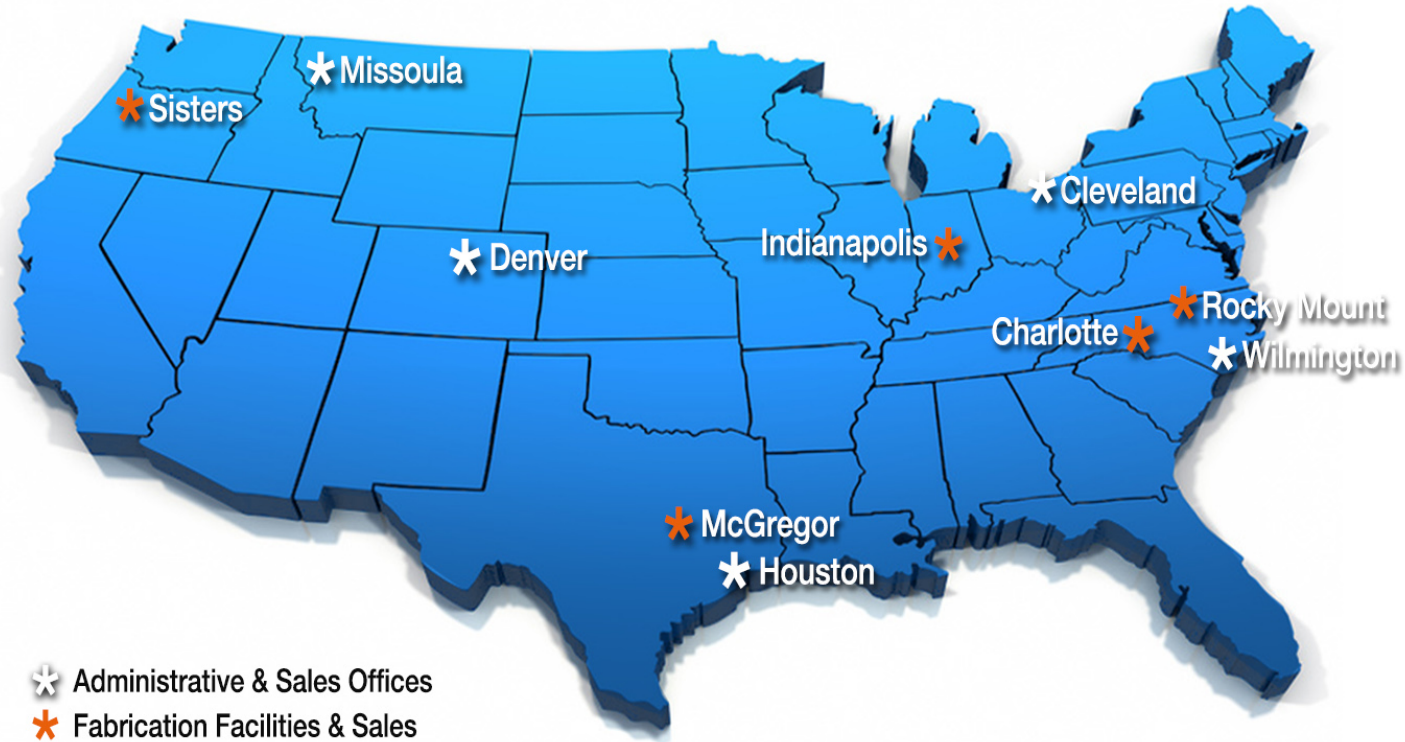 Missoula
Sisters
Cleveland
Indianapolis
Denver
Rocky Mount
Charlotte
Wilmington
McGregor
Houston
Administrative & Sales Offices
Fabrication Facilities & Sales